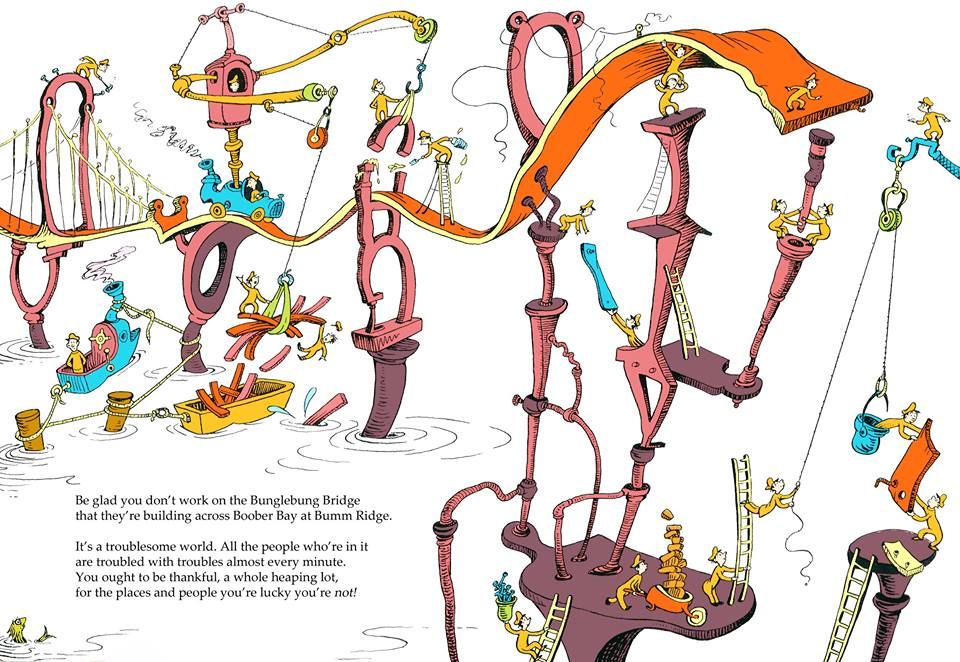 Be glad you don't work on the Bunglebung Bridge
that they're building across Boober Bay at Bumm Ridge.
It's a troublesome world. All the people who're in it
are troubled with troubles almost every minute.
You ought to be thankful, a whole heaping lot,
for the places and people you're lucky you're not!